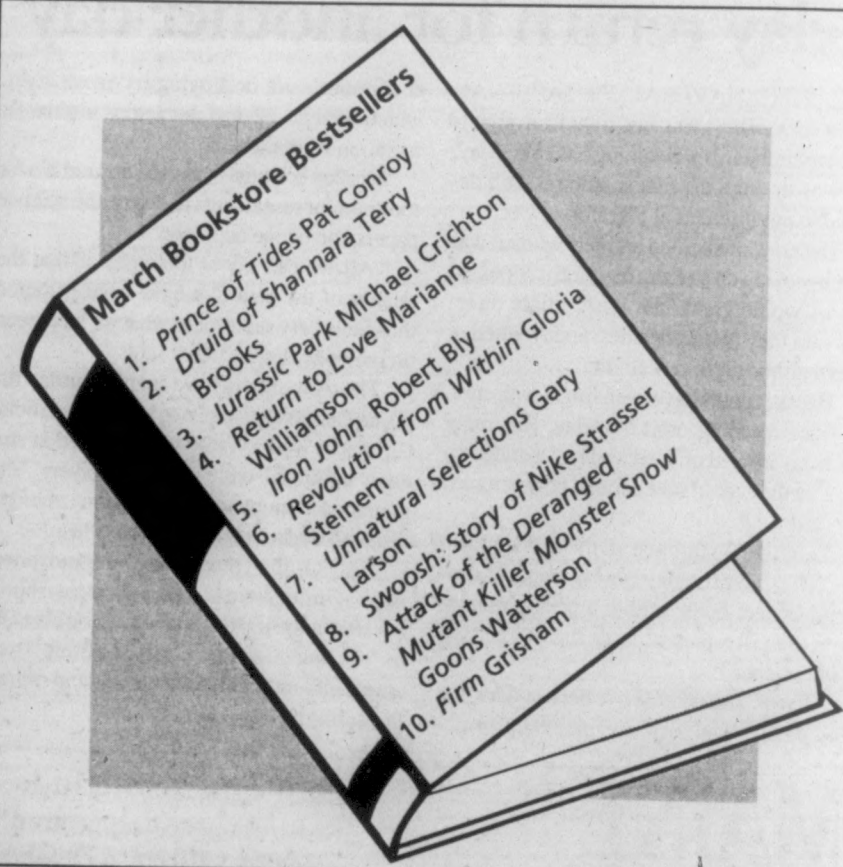 March Bookstore Bestsellers
1. Prince of Tides Pat Conroy
2. Druid of Shannara Terry
Brooks
3. Jurassic Park Michael Crichton
4. Return to Love Marianne
Williamson
5. Iron John Robert Bly
6. Revolution from Within Gloria
Steinem
7. Unnatural Selections Gary
Larson
8. Swoosh: Story of Nike Strasser
9. Attack of the Deranged
Mutant Killer Monster Snow
Goons Watterson
10. Firm Grisham